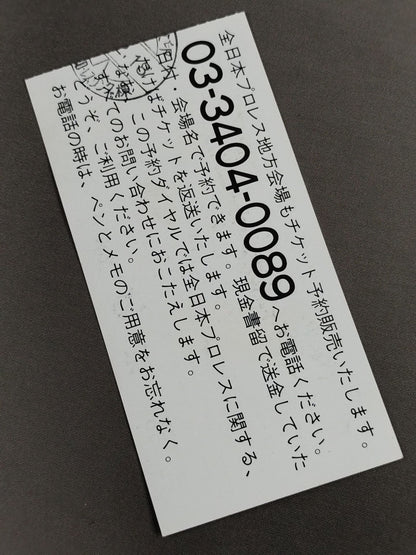 全日本プロレス地方会場もチケット予約販売いたします。
03-3404-0089へお電話ください。
日付・会場名で予約できます。現金書留で送金していた
ばチケットを返送いたします。
この予約ダイヤルでは全日本プロレスに関する、
すべてのお問い合わせにおこたえします。
どうぞ、ご利用ください。
お電話の時は、ペンとメモのご用意をお忘れなく。